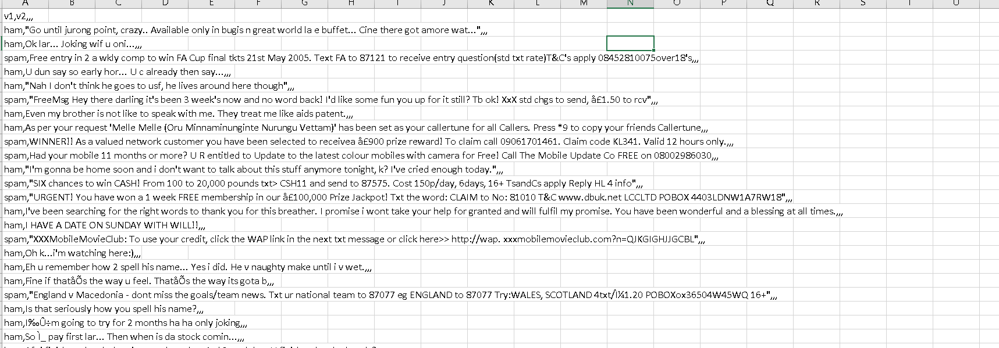 A B C D E F G H I J K L M N O P Q R S T U
v1,v2,,,
ham,"Go until jurong point, crazy.. Available only in bugis n great world la e buffet... Cine there got amore wat...",,,
ham,Ok lar... Joking wif u oni...,,,
spam,Free entry in 2 a wkly comp to win FA Cup final tkts 21st May 2005. Text FA to 87121 to receive entry question(std txt rate)T&C's apply 08452810075over18's,,,
ham,U dun say so early hor... U c already then say...,,,
ham,"Nah I don't think he goes to usf, he lives around here though",,,
spam,"FreeMsg Hey there darling it's been 3 week's now and no word back! I'd like some fun you up for it still? Tb ok! XxX std chgs to send, å£1.50 to rcv",,,
ham,Even my brother is not like to speak with me. They treat me like aids patent.,,,
ham,As per your request 'Melle Melle (Oru Minnaminunginte Nurungu Vettam)' has been set as your callertune for all Callers. Press *9 to copy your friends Callertune,,,
spam,WINNER!! As a valued network customer you have been selected to receivea å£900 prize reward! To claim call 09061701461. Claim code KL341. Valid 12 hours only.,,,
spam,Had your mobile 11 months or more? U R entitled to Update to the latest colour mobiles with camera for Free! Call The Mobile Update Co FREE on 08002986030,,,
ham,"I'm gonna be home soon and i don't want to talk about this stuff anymore tonight, k? I've cried enough today.",,,
spam,"SIX chances to win CASH! From 100 to 20,000 pounds txt> CSH11 and send to 87575. Cost 150p/day, 6days, 16+ TsandCs apply Reply HL 4 info",,,
spam,"URGENT! You have won a 1 week FREE membership in our å£100,000 Prize Jackpot! Txt the word: CLAIM to No: 81010 T&C www.dbuk.net LCCLTD POBOX 4403LDNW1A7RW18",,,
ham,I've been searching for the right words to thank you for this breather. I promise i wont take your help for granted and will fulfil my promise. You have been wonderful and a blessing at all times.,,,
ham,I HAVE A DATE ON SUNDAY WITH WILL!!,,,
spam,"XXXMobileMovieClub: To use your credit, click the WAP link in the next txt message or click here>> http://wap. xxxmobilemovieclub.com?n=QJKGIGHJJGCBL",,,
ham,Oh k...i'm watching here:),,,
ham,Eh u remember how 2 spell his name... Yes i did. He v naughty make until i v wet.,,,
ham,Fine if thatåÕs the way u feel. ThatåÕs the way its gota b,,,
spam,"England v Macedonia - dont miss the goals/team news. Txt ur national team to 87077 eg ENGLAND to 87077 Try:WALES, SCOTLAND 4txt/Ì¼1.20 POBOXox36504W45WQ 16+",,,
ham,Is that seriously how you spell his name?,,,
ham,I‰Û÷m going to try for 2 months ha ha only joking,,,
ham,So Ì_ pay first lar... Then when is da stock comin...,,,